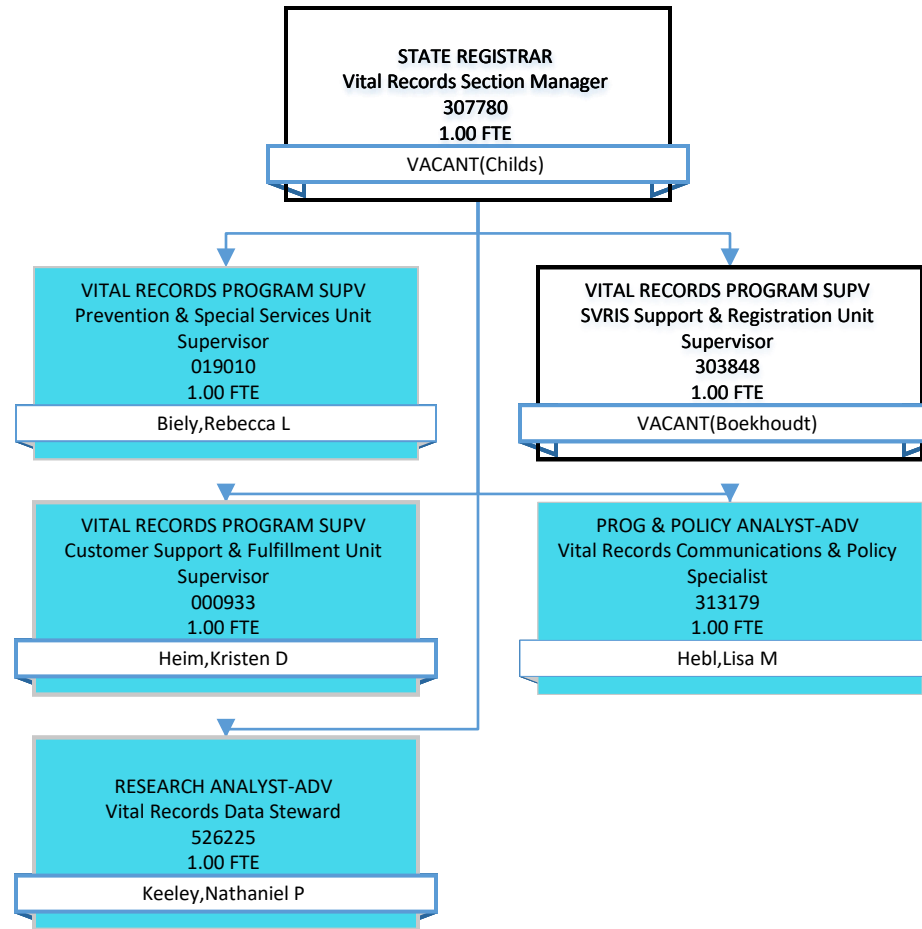 STATE REGISTRAR
Vital Records Section Manager
307780
1.00 FTE
VACANT(Childs)
VITAL RECORDS PROGRAM SUPV
Prevention & Special Services Unit
Supervisor
019010
1.00 FTE
Biely,Rebecca L
VITAL RECORDS PROGRAM SUPV
SVRIS Support & Registration Unit
Supervisor
303848
1.00 FTE
VACANT(Boekhoudt)
VITAL RECORDS PROGRAM SUPV
Customer Support & Fulfillment Unit
Supervisor
000933
1.00 FTE
Heim,Kristen D
PROG & POLICY ANALYST-ADV
Vital Records Communications & Policy
Specialist
313179
1.00 FTE
Hebl,Lisa M
RESEARCH ANALYST-ADV
Vital Records Data Steward
526225
1.00 FTE
Keeley,Nathaniel P